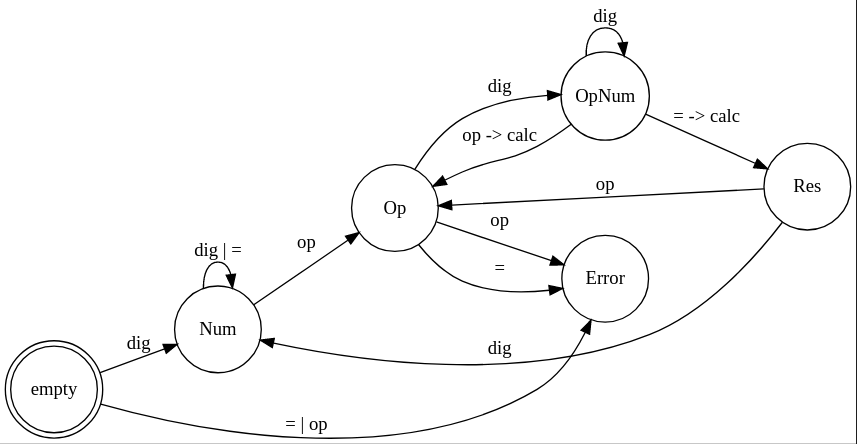 dig
OpNum
dig
= -> calc
op -> calc
Res
op
Op
op
Error
=
dig | =
op
Num
dig
dig
empty
= | op